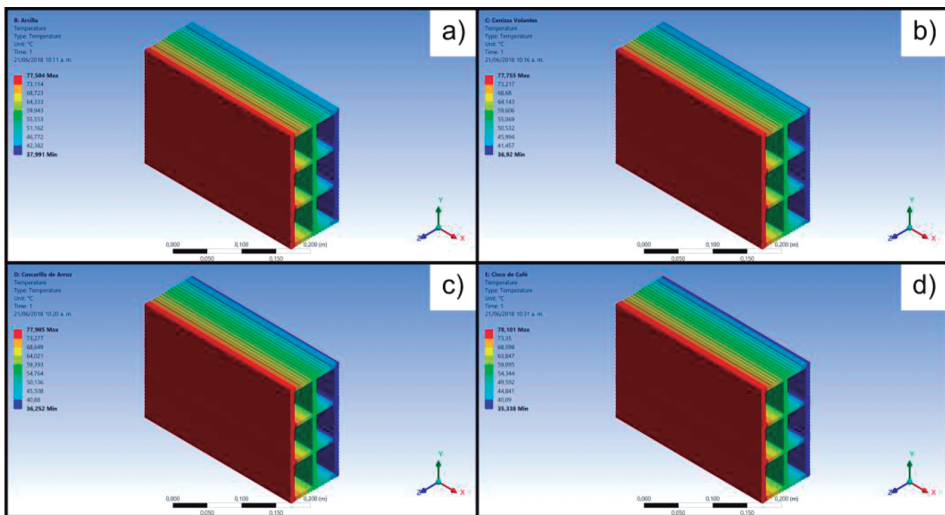 B: Arcilla
Temperature
Type: Temperature
Unit: °C
Time: 1
21/06/2018 10:11 a. m.
77,504 Max
73,114
68,723
64,333
59,943
55,553
51,162
46,772
42,382
37,991 Min
a)
0,000
0,100
0,200 (m)
0,050
0,150
Y
Z
X
C: Cenizas Volantes
Temperature
Type: Temperature
Unit: °C
Time: 1
21/06/2018 10:16 a. m.
77,755 Max
73,217
68,68
64,143
59,606
55,069
50,532
45,994
41,457
36,92 Min
b)
0,000
0,100
0,200 (m)
0,050
0,150
Y
Z
X
D: Cascarilla de Arroz
Temperature
Type: Temperature
Unit: °C
Time: 1
21/06/2018 10:20 a. m.
77,905 Max
73,277
68,649
64,021
59,393
54,764
50,136
45,508
40,88
36,252 Min
c)
0,000
0,100
0,200 (m)
0,050
0,150
Y
Z
X
E: Cisco de Café
Temperature
Type: Temperature
Unit: °C
Time: 1
21/06/2018 10:31 a. m.
78,101 Max
73,35
68,598
63,847
59,095
54,344
49,592
44,841
40,09
35,338 Min
d)
0,000
0,100
0,200 (m)
0,050
0,150
Y
Z
X